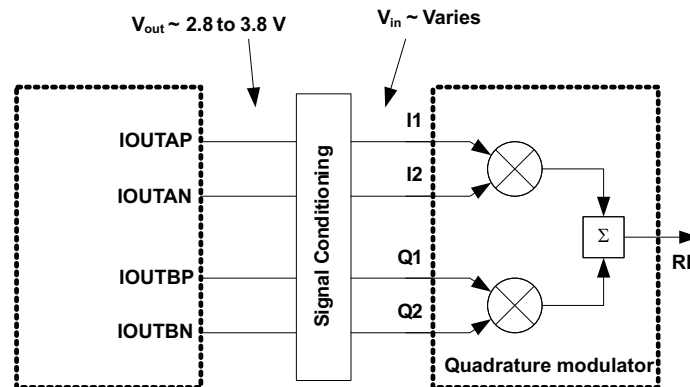 Vout ~ 2.8 to 3.8 V
Vin ~ Varies
IOUTAP
IOUTAN
IOUTBP
IOUTBN
Signal Conditioning
I1
I2
Q1
Q2
Σ
Quadrature modulator